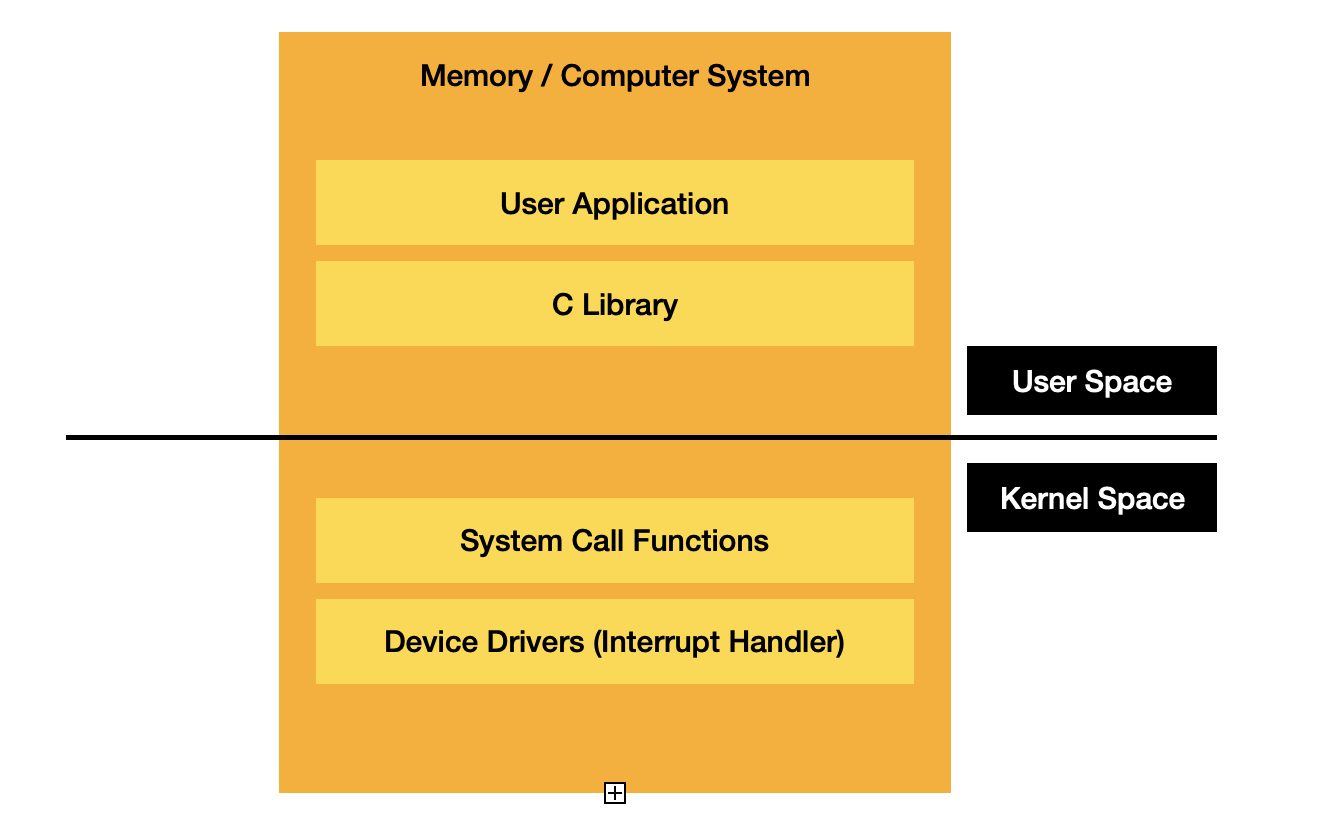 Memory / Computer System
User Application
C Library
User Space
Kernel Space
System Call Functions
Device Drivers (Interrupt Handler)